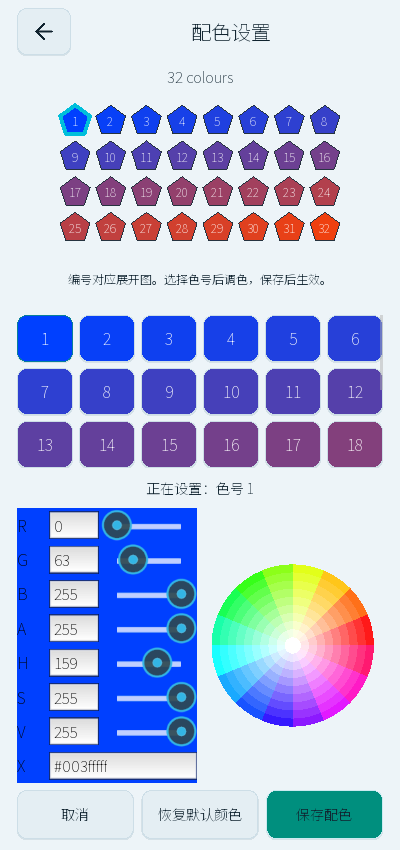 配色设置
32 colours
1 2 3 4 5 6 7 8
9 10 11 12 13 14 15 16
17 18 19 20 21 22 23 24
25 26 27 28 29 30 31 32
编号对应展开图。选择色号后调色，保存后生效。
1 2 3 4 5 6
7 8 9 10 11 12
13 14 15 16 17 18
正在设置：色号 1
R 0
G 63
B 255
A 255
H 159
S 255
V 255
X #003fffff
取消 恢复默认颜色 保存配色